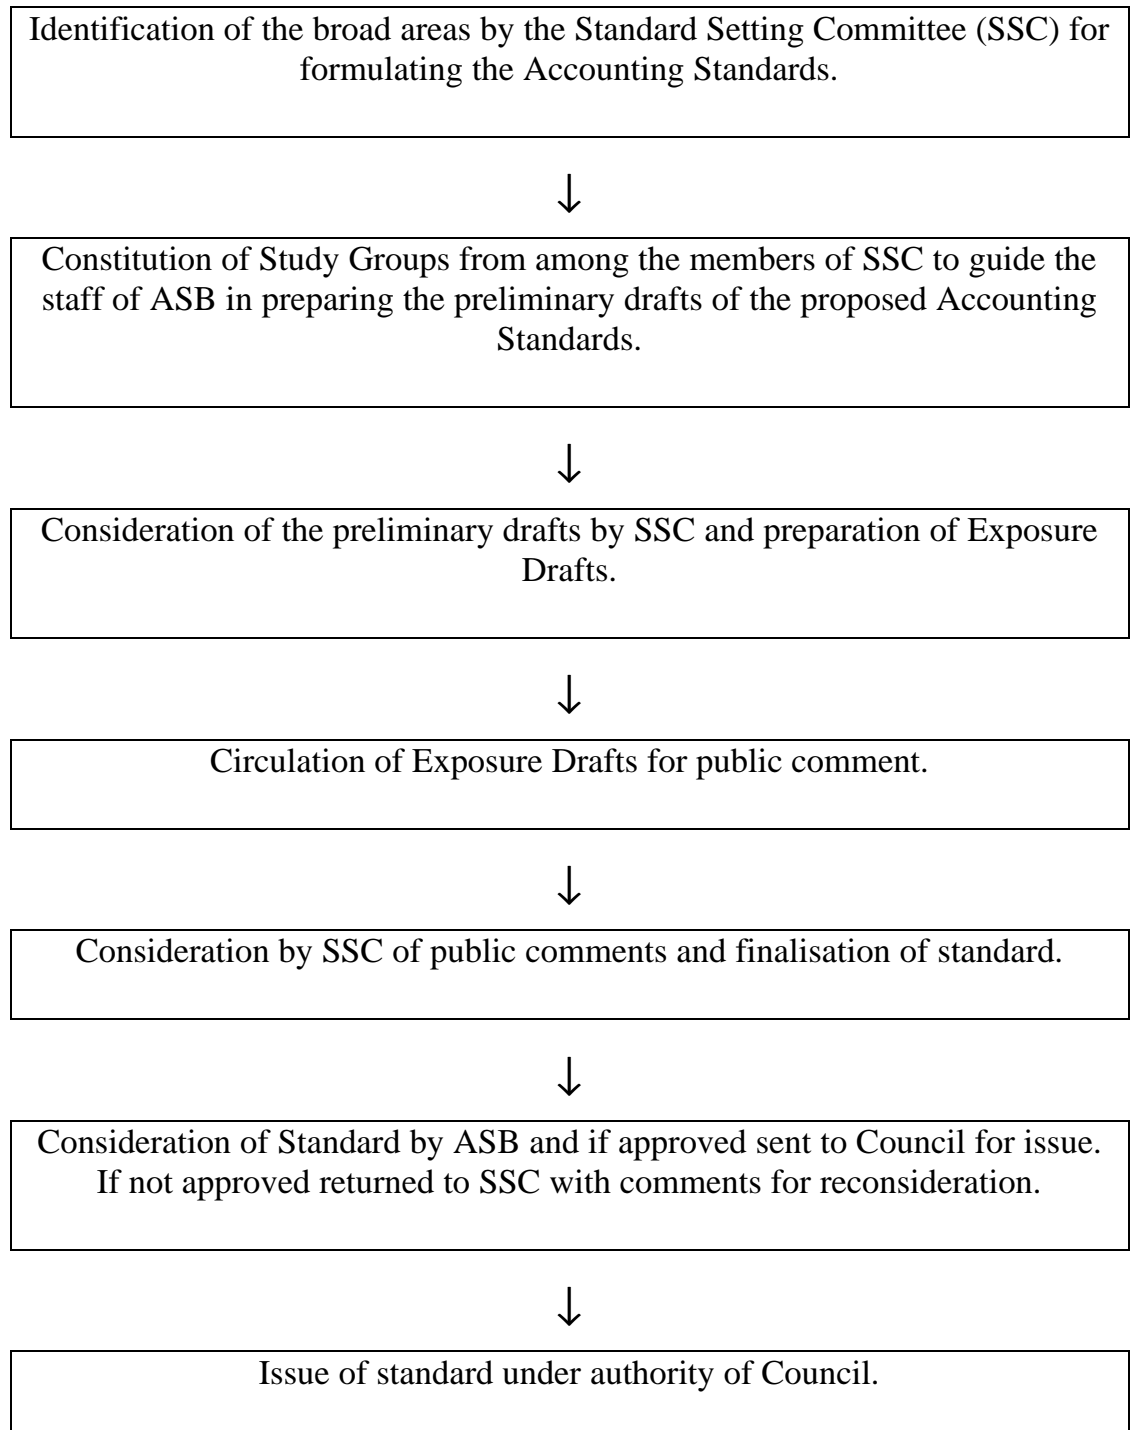 Identification of the broad areas by the Standard Setting Committee (SSC) for
formulating the Accounting Standards.
↓
Constitution of Study Groups from among the members of SSC to guide the
staff of ASB in preparing the preliminary drafts of the proposed Accounting
Standards.
↓
Consideration of the preliminary drafts by SSC and preparation of Exposure
Drafts.
↓
Circulation of Exposure Drafts for public comment.
↓
Consideration by SSC of public comments and finalisation of standard.
↓
Consideration of Standard by ASB and if approved sent to Council for issue.
If not approved returned to SSC with comments for reconsideration.
↓
Issue of standard under authority of Council.